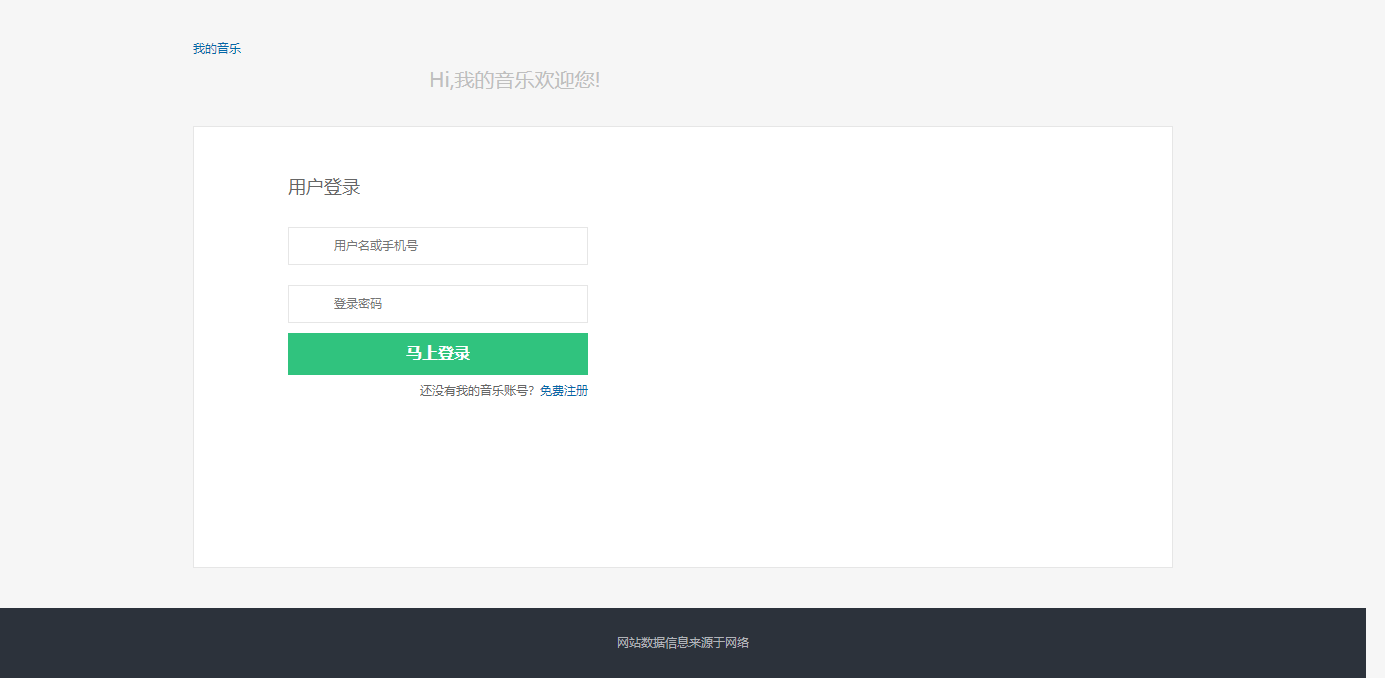 我的音乐
Hi,我的音乐欢迎您!
用户登录
用户名或手机号
登录密码
马上登录
还没有我的音乐账号？免费注册
网站数据信息来源于网络